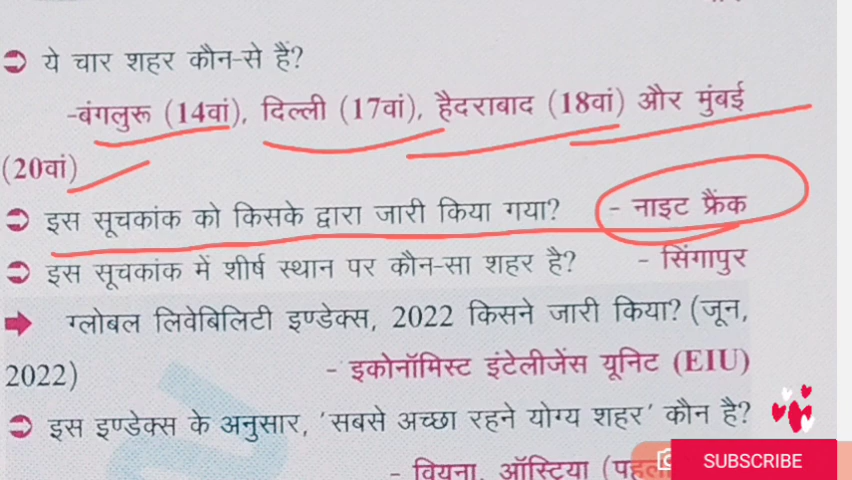 ये चार शहर कौन-से हैं?
-बंगलुरू (14वां), दिल्ली (17वां), हैदराबाद (18वां) और मुंबई
(20वां)
इस सूचकांक को किसके द्वारा जारी किया गया? - नाइट फ्रैंक
इस सूचकांक में शीर्ष स्थान पर कौन-सा शहर है? - सिंगापुर
ग्लोबल लिवेबिलिटी इण्डेक्स, 2022 किसने जारी किया? (जून,
2022) - इकोनॉमिस्ट इंटेलीजेंस यूनिट (EIU)
इस इण्डेक्स के अनुसार, 'सबसे अच्छा रहने योग्य शहर' कौन है?
- वियना, ऑस्ट्रिया
SUBSCRIBE